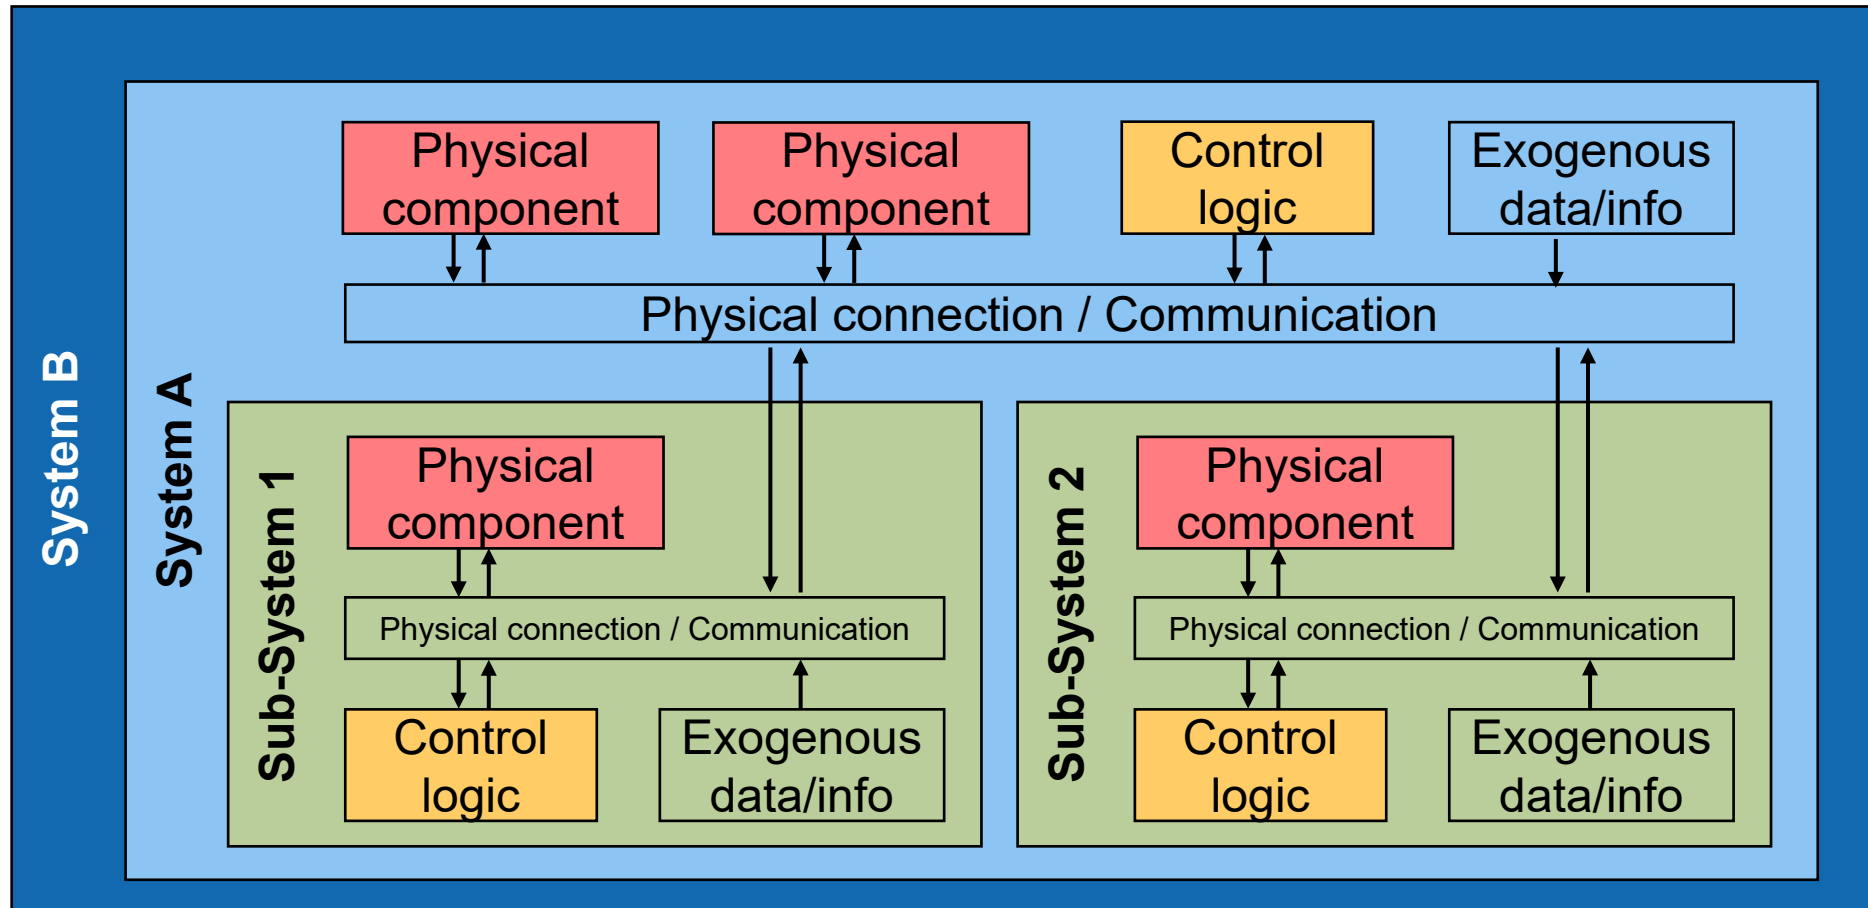 System B
System A
Physical
component
Physical
component
Control
logic
Exogenous
data/info
Physical connection / Communication
Sub-System 1
Physical
component
Physical connection / Communication
Control
logic
Exogenous
data/info
Sub-System 2
Physical
component
Physical connection / Communication
Control
logic
Exogenous
data/info